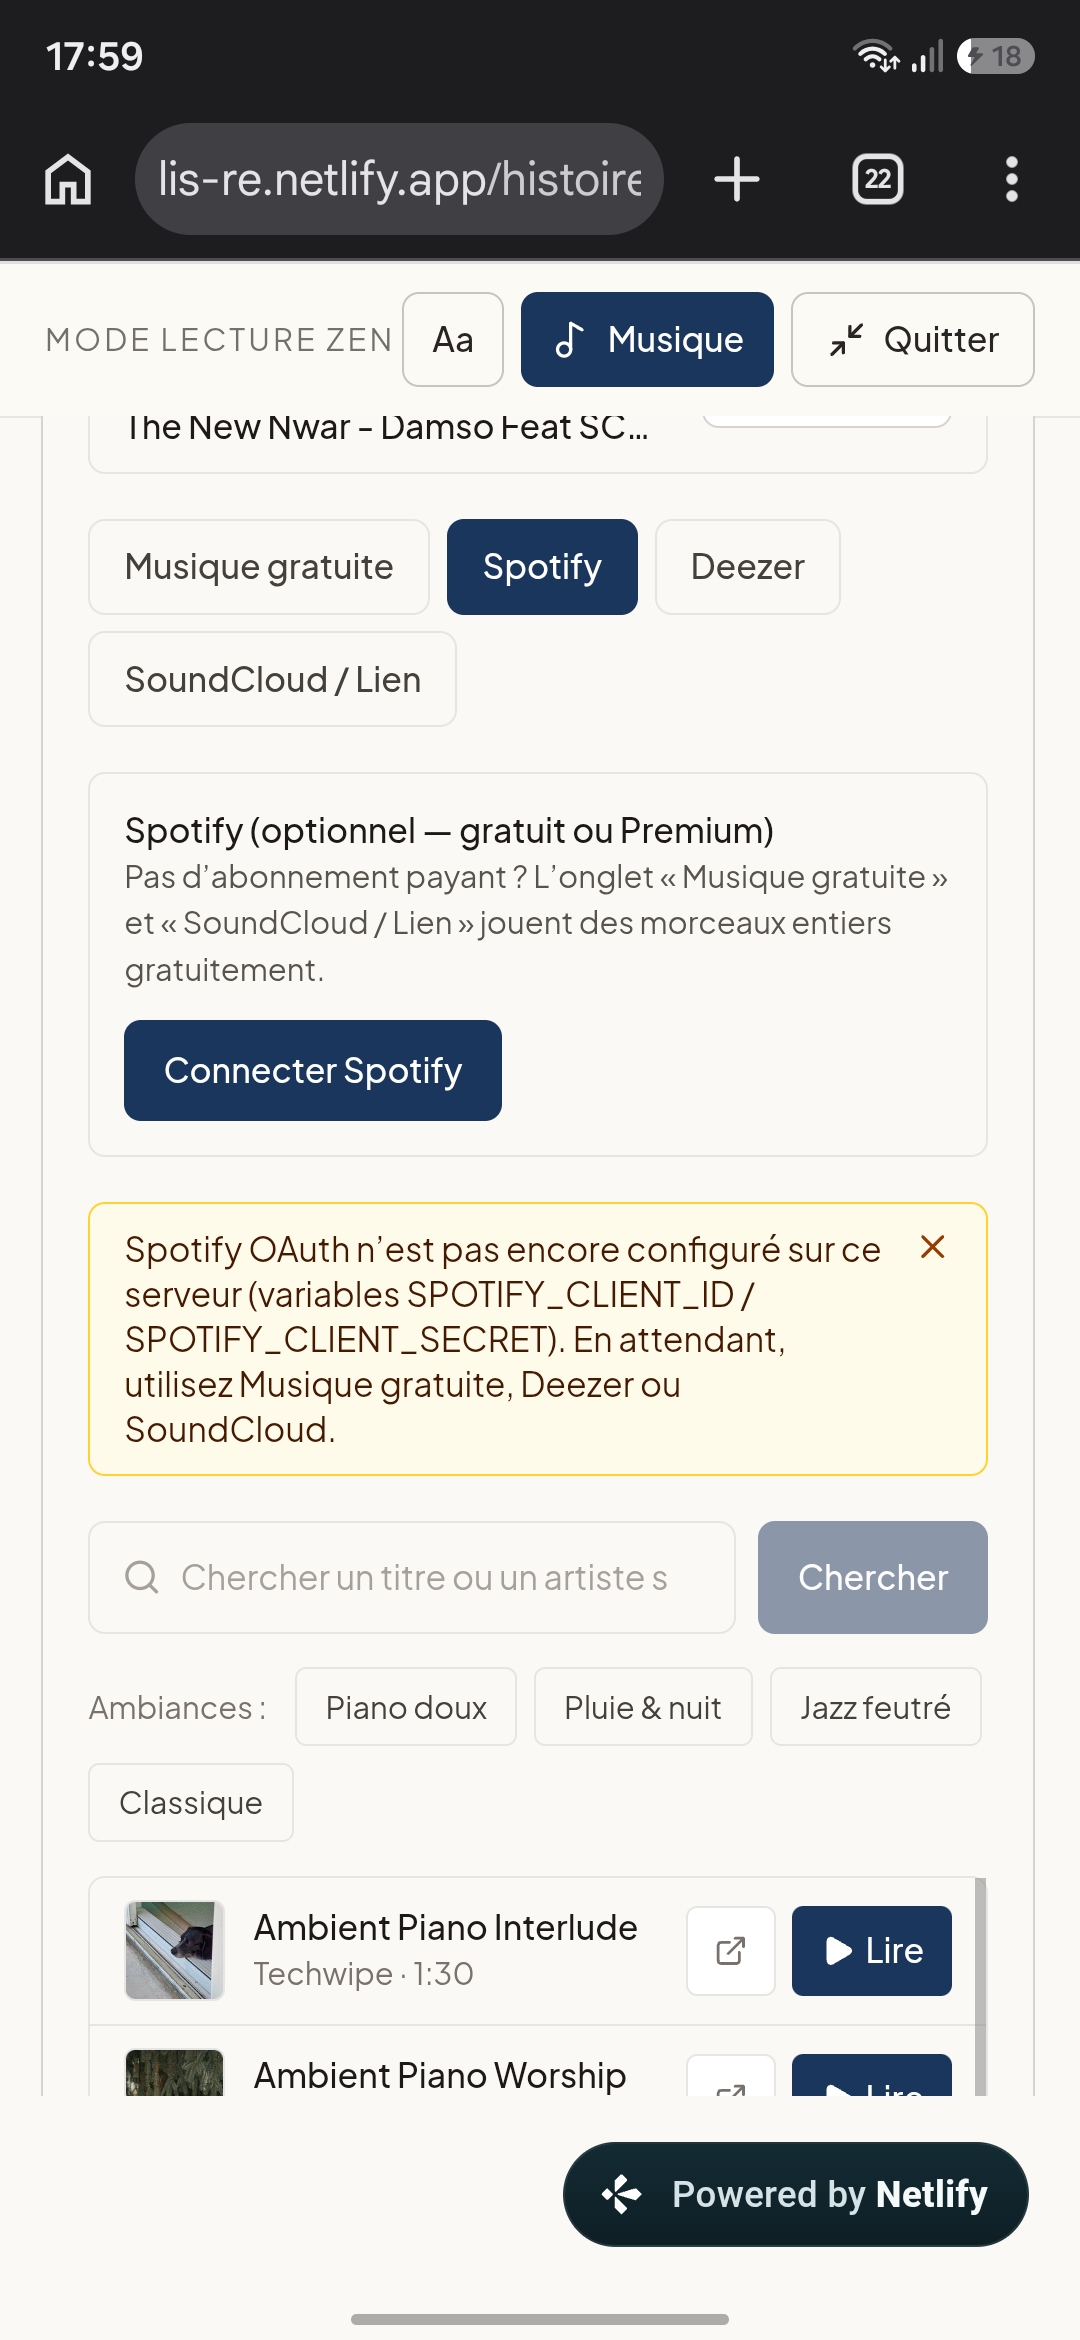 17:59
18
lis-re.netlify.app/histoire
22
MODE LECTURE ZEN
Aa
Musique
Quitter
The New Nwar - Damso Feat SC...
Musique gratuite
Spotify
Deezer
SoundCloud / Lien
Spotify (optionnel — gratuit ou Premium)
Pas d’abonnement payant ? L’onglet « Musique gratuite »
et « SoundCloud / Lien » jouent des morceaux entiers
gratuitement.
Connecter Spotify
Spotify OAuth n’est pas encore configuré sur ce
serveur (variables SPOTIFY_CLIENT_ID /
SPOTIFY_CLIENT_SECRET). En attendant,
utilisez Musique gratuite, Deezer ou
SoundCloud.
Chercher un titre ou un artiste s
Chercher
Ambiances :
Piano doux
Pluie & nuit
Jazz feutré
Classique
Ambient Piano Interlude
Techwipe · 1:30
Lire
Ambient Piano Worship
Lire
Powered by Netlify